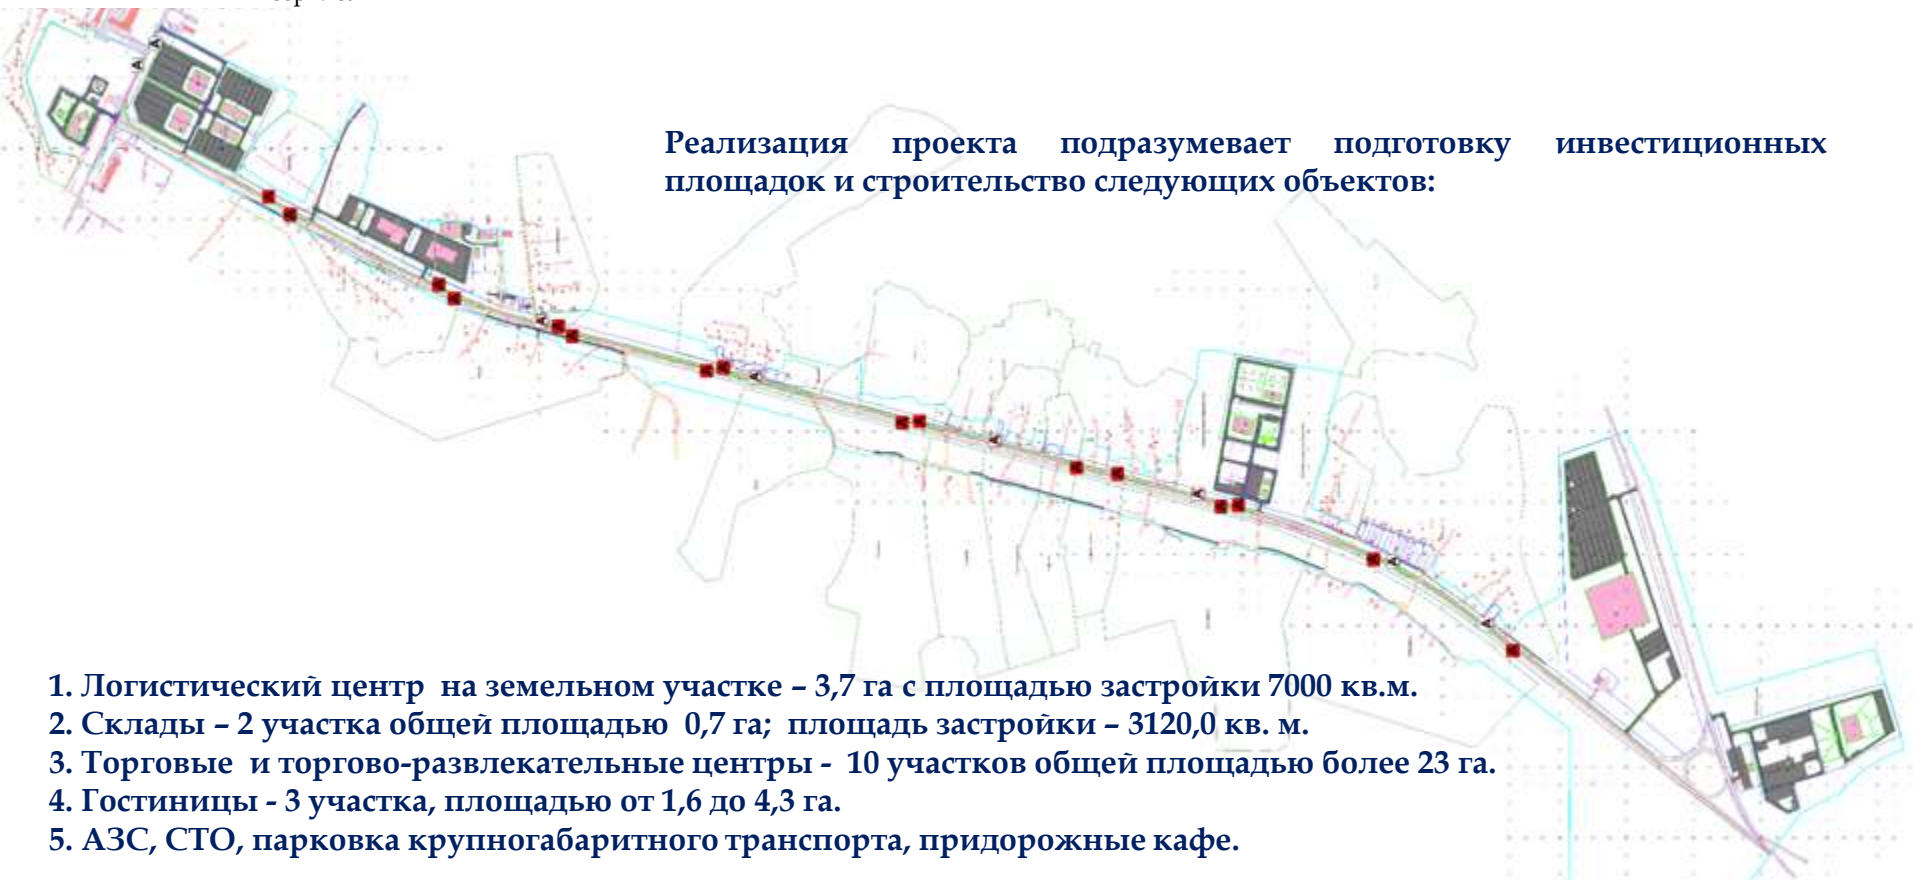 Реализация проекта подразумевает подготовку инвестиционных
площадок и строительство следующих объектов:
1. Логистический центр на земельном участке – 3,7 га с площадью застройки 7000 кв.м.
2. Склады – 2 участка общей площадью 0,7 га; площадь застройки – 3120,0 кв. м.
3. Торговые и торгово-развлекательные центры - 10 участков общей площадью более 23 га.
4. Гостиницы - 3 участка, площадью от 1,6 до 4,3 га.
5. АЗС, СТО, парковка крупногабаритного транспорта, придорожные кафе.